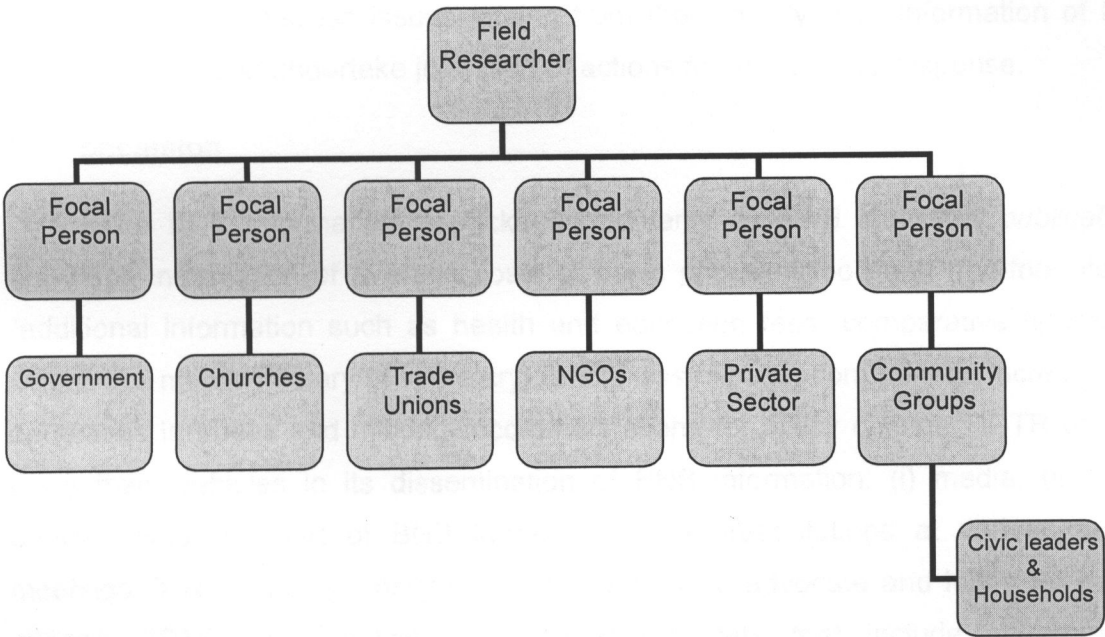 Field
Researcher
Focal
Person
Focal
Person
Focal
Person
Focal
Person
Focal
Person
Focal
Person
Government
Churches
Trade
Unions
NGOs
Private
Sector
Community
Groups
Civic leaders
&
Households